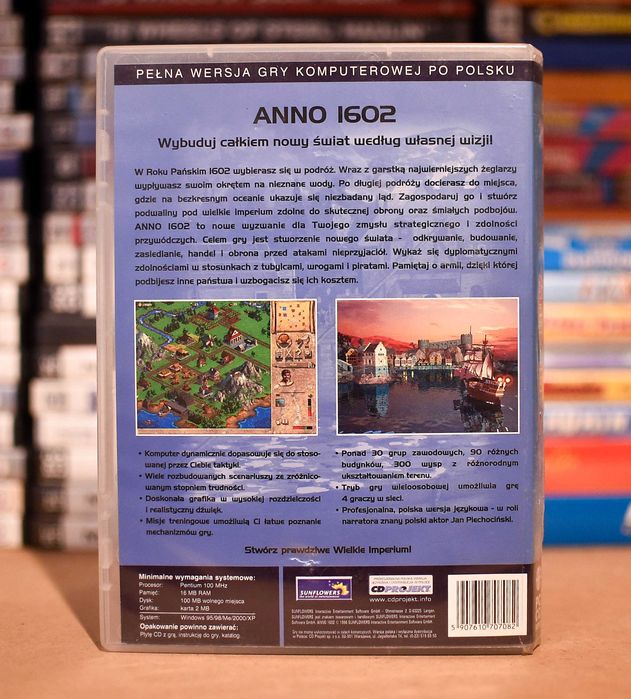 PEŁNA WERSJA GRY KOMPUTEROWEJ PO POLSKU
ANNO 1602
Wybuduj całkiem nowy świat według własnej wizji!
W Roku Pańskim 1602 wybierasz się w podróż. Wraz z garstką najwierniejszych żeglarzy
wypływasz swoim okrętem na nieznane wody. Po długiej podróży docierasz do miejsca,
gdzie na bezkresnym oceanie ukazuje się niezbadany ląd. Zagospodaruj go i stwórz
podwaliny pod wielkie imperium zdolne do skutecznej obrony oraz śmiałych podbojów.
ANNO 1602 to nowe wyzwanie dla Twojego zmysłu strategicznego i zdolności
przywódczych. Celem gry jest stworzenie nowego świata - odkrywanie, budowanie,
zasiedlanie, handel i obrona przed atakami nieprzyjaciół. Wykaż się dyplomatycznymi
zdolnościami w stosunkach z tubylcami, wrogami i piratami. Pamiętaj o armii, dzięki której
podbijesz inne państwa i wzbogacisz się ich kosztem.
• Komputer dynamicznie dopasowuje się do stoso-
wanej przez Ciebie taktyki.
• Wiele rozbudowanych scenariuszy ze zróżnico-
wanym stopniem trudności.
• Doskonała grafika w wysokiej rozdzielczości
i realistyczny dźwięk.
• Misje treningowe umożliwią Ci łatwe poznanie
mechanizmów gry.
• Ponad 30 grup zawodowych, 90 różnych
budynków, 300 wysp z różnorodnym
ukształtowaniem terenu.
• Tryb gry wieloosobowej umożliwia grę
4 graczy w sieci.
• Profesjonalna, polska wersja językowa - w roli
narratora znany polski aktor Jan Piechociński.
Stwórz prawdziwe Wielkie Imperium!
Minimalne wymagania systemowe:
Procesor: Pentium 100 MHz
Pamięć: 16 MB RAM
Dysk: 100 MB wolnego miejsca
Grafika: karta 2 MB
System: Windows 95/98/Me/2000/XP
Opakowanie powinno zawierać:
Płytę CD z grą, instrukcję do gry, katalog.
SUNFLOWERS
CD PROJEKT
www.cdprojekt.info
5 907610 707082